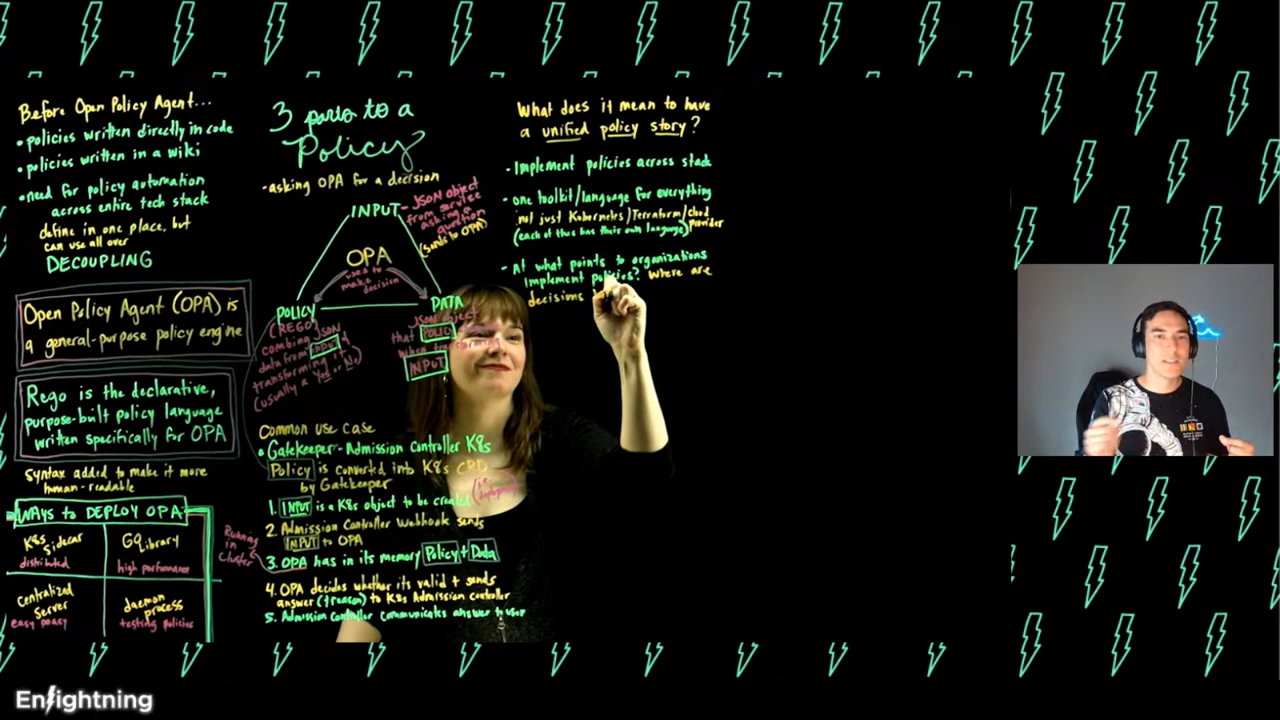 Before Open Policy Agent...
• policies written directly in code
• policies written in a wiki
• need for policy automation
across entire tech stack
define in one place, but
can use all over
DECOUPLING
Open Policy Agent (OPA) is
a general-purpose policy engine
Rego is the declarative,
purpose-built policy language
written specifically for OPA
Syntax added to make it more
human-readable
WAYS to DEPLOY OPA
K8s Sidecar
distributed
GO Library
high performance
centralized
server
easy peasy
daemon
process
testing policies
3 parts to a
Policy
- asking OPA for a decision
INPUT
- JSON object
from service
asking a
question
(sends to OPA)
OPA
uses to
make
decision
POLICY
(REGO)
combining JSON
data from INPUT &
transforming it
(usually a Yes or No)
DATA
JSON object
that POLICY
when transforming
INPUT
Common use case
• Gatekeeper - Admission Controller K8s
Policy is converted into K8s CRD
by Gatekeeper
1. INPUT is a K8s object to be created
2. Admission Controller Webhook sends
INPUT to OPA
Running
in
Cluster
3. OPA has in its memory Policy + Data
4. OPA decides whether its valid + sends
answer (+reason) to K8s Admission controller
5. Admission Controller communicates answer to user
What does it mean to have
a unified policy story?
- Implement policies across stack
- one toolkit/language for everything
not just Kubernetes/Terraform/cloud
provider
(each of thus has their own language)
- At what points to organizations
implement policies? Where are
decisions
Enlightning